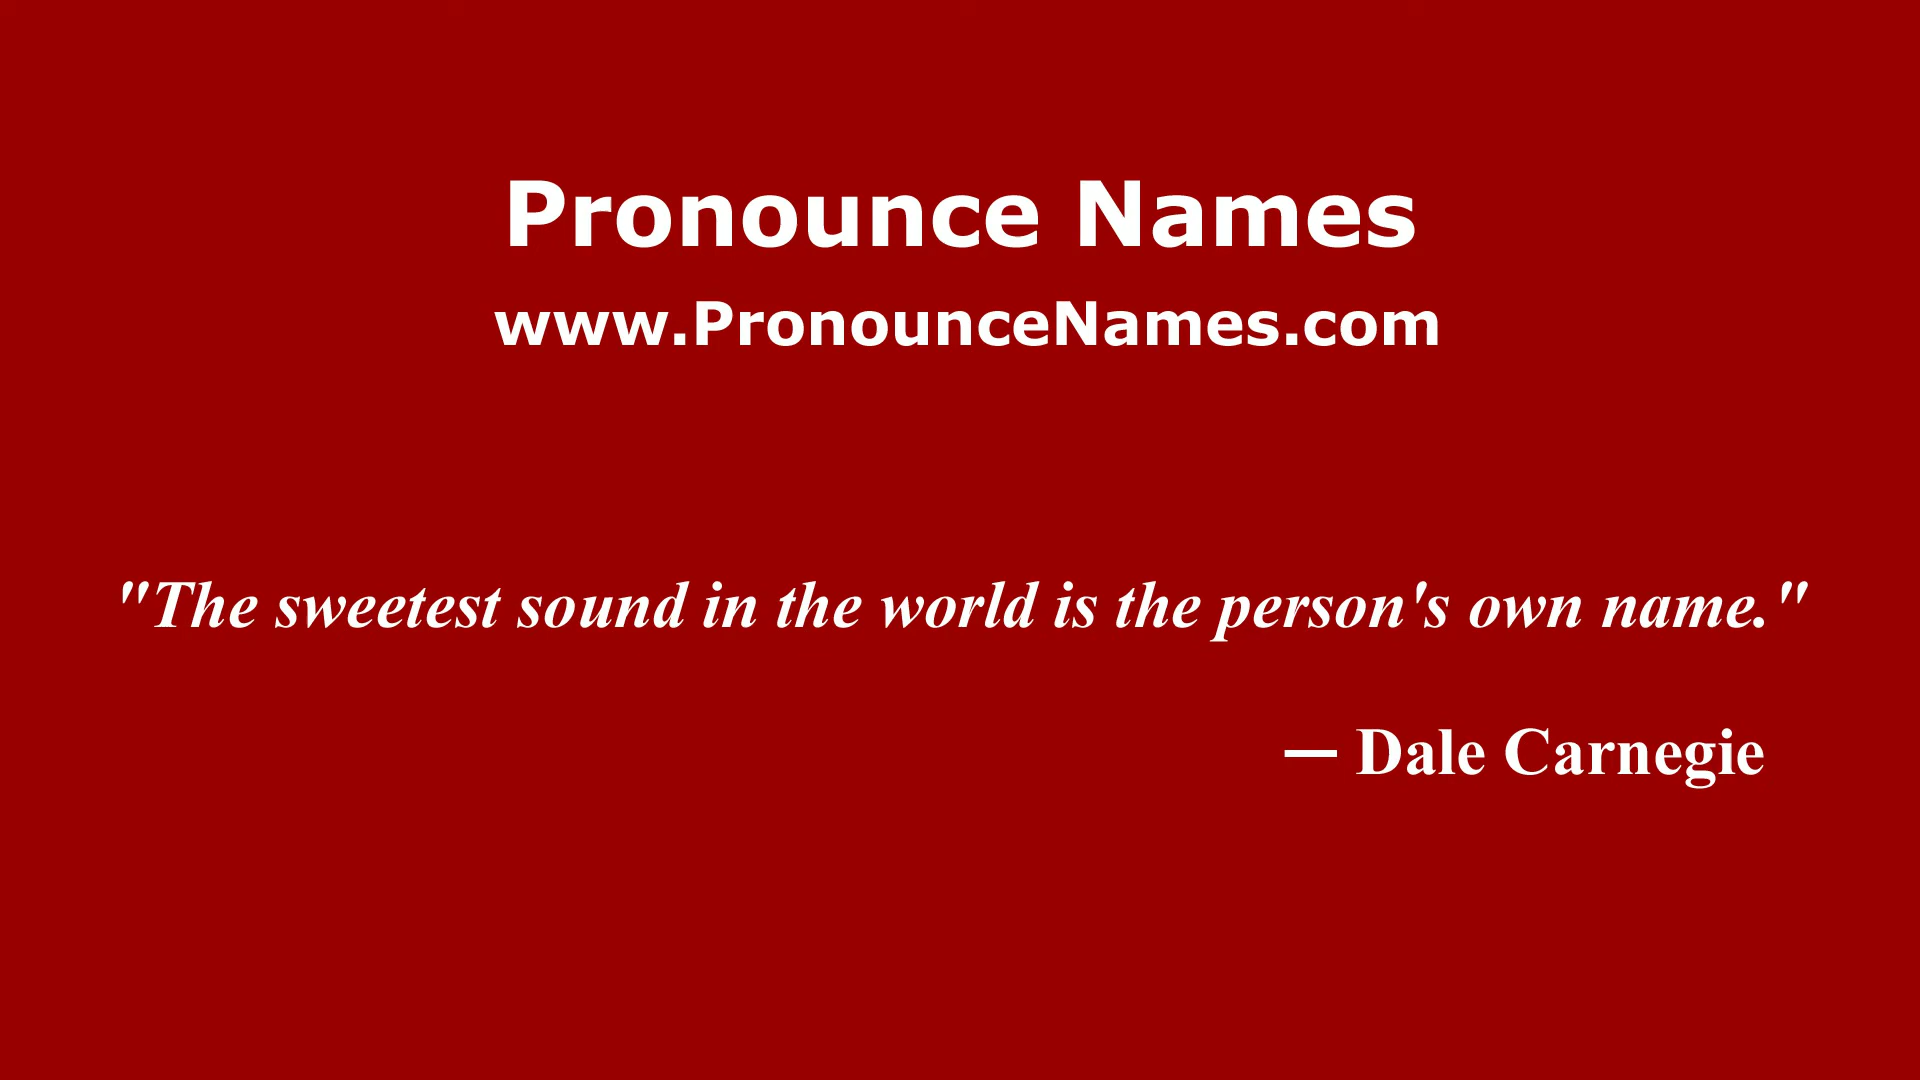 Pronounce Names
www.PronounceNames.com
"The sweetest sound in the world is the person's own name."
— Dale Carnegie